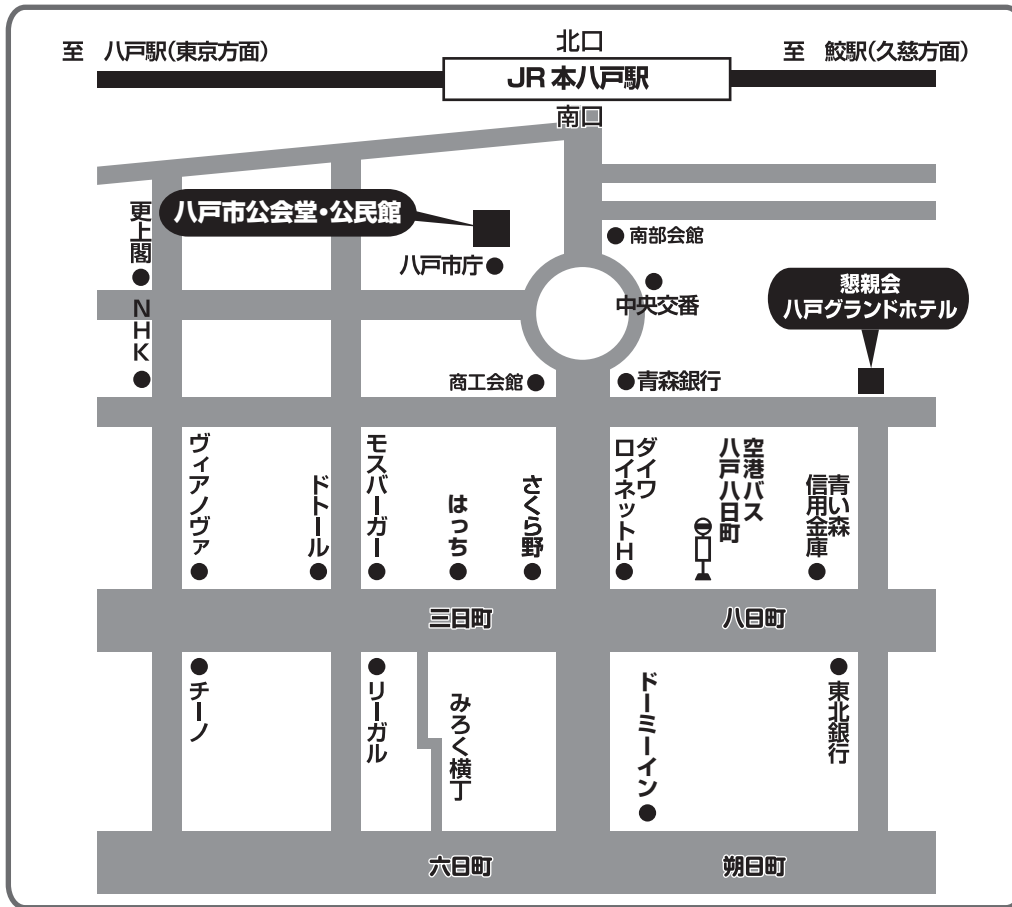 至 八戸駅(東京方面)
北口
至 鮫駅(久慈方面)
JR 本八戸駅
南口
更上閣
八戸市公会堂・公民館
南部会館
八戸市庁
中央交番
懇親会
八戸グランドホテル
NHK
商工会館
青森銀行
ヴィアノヴァ
ドトール
モスバーガー
はっち
さくら野
ダイワ
ロイネットH
空港バス
八戸八日町
青い森
信用金庫
三日町
八日町
チーノ
リーガル
みろく横丁
ドーミーイン
東北銀行
六日町
朔日町